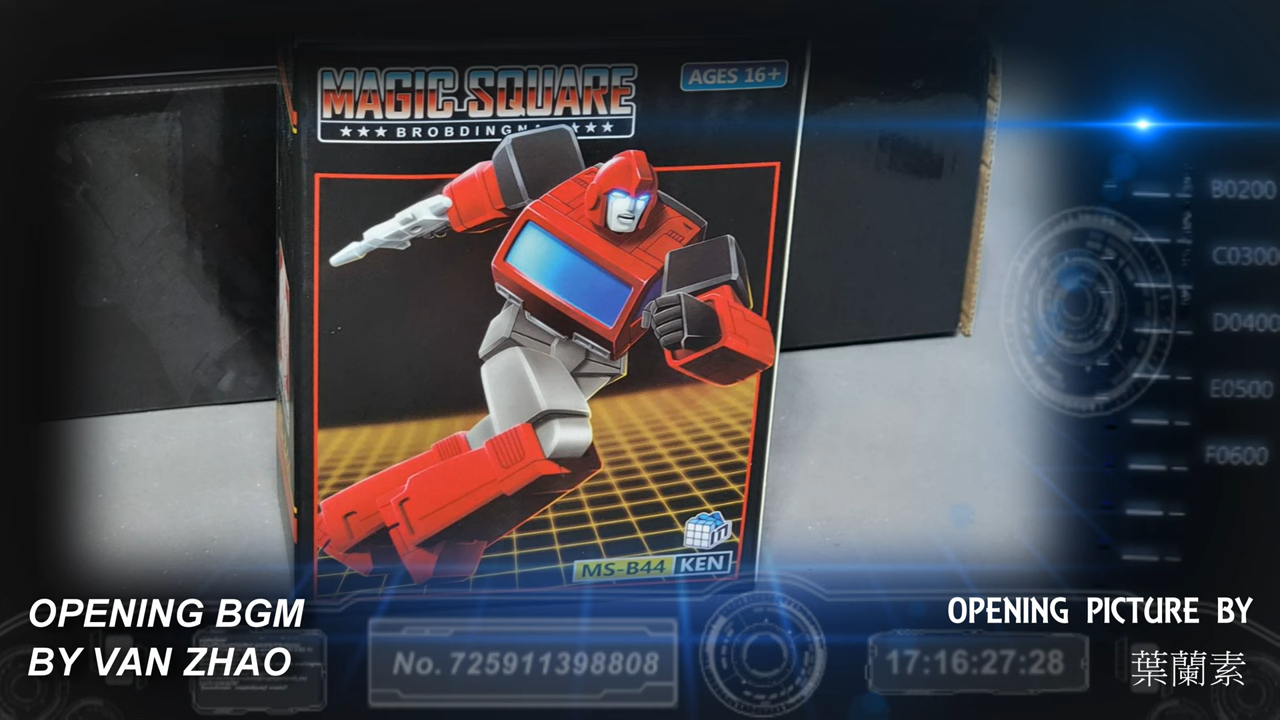 MAGIC SQUARE
AGES 16+
★★★ BROBDINGNA ★★
B0200
C0300
D0400
E0500
F0600
MS-B44 KEN
OPENING BGM
BY VAN ZHAO
No. 725911398808
17:16:27:28
OPENING PICTURE BY
葉蘭素